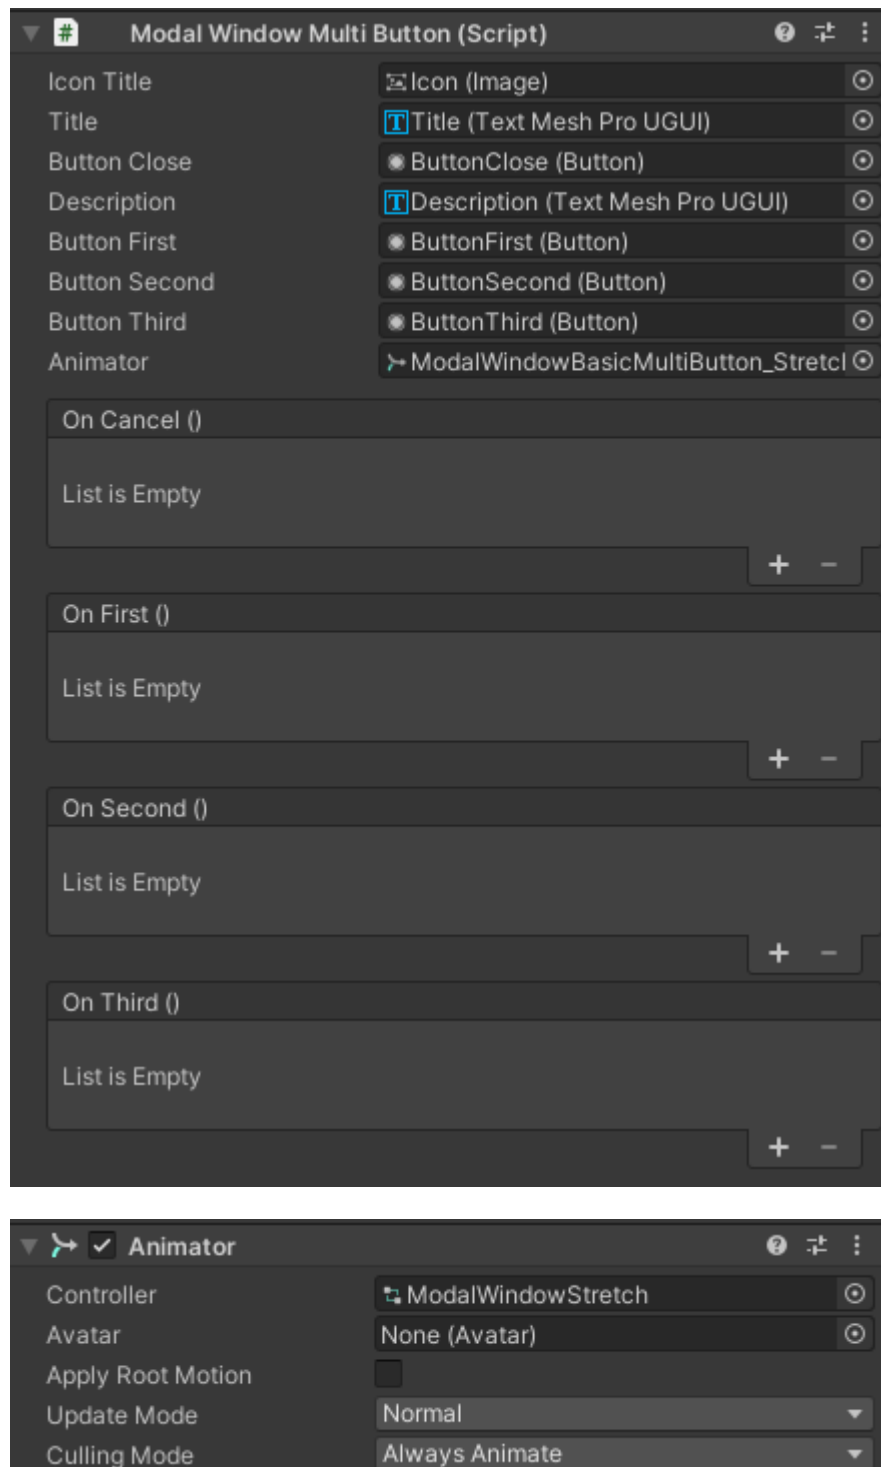 Modal Window Multi Button (Script)
Icon Title Icon (Image)
Title Title (Text Mesh Pro UGUI)
Button Close ButtonClose (Button)
Description Description (Text Mesh Pro UGUI)
Button First ButtonFirst (Button)
Button Second ButtonSecond (Button)
Button Third ButtonThird (Button)
Animator ModalWindowBasicMultiButton_Stretcl
On Cancel ()
List is Empty
On First ()
List is Empty
On Second ()
List is Empty
On Third ()
List is Empty
Animator
Controller ModalWindowStretch
Avatar None (Avatar)
Apply Root Motion
Update Mode Normal
Culling Mode Always Animate